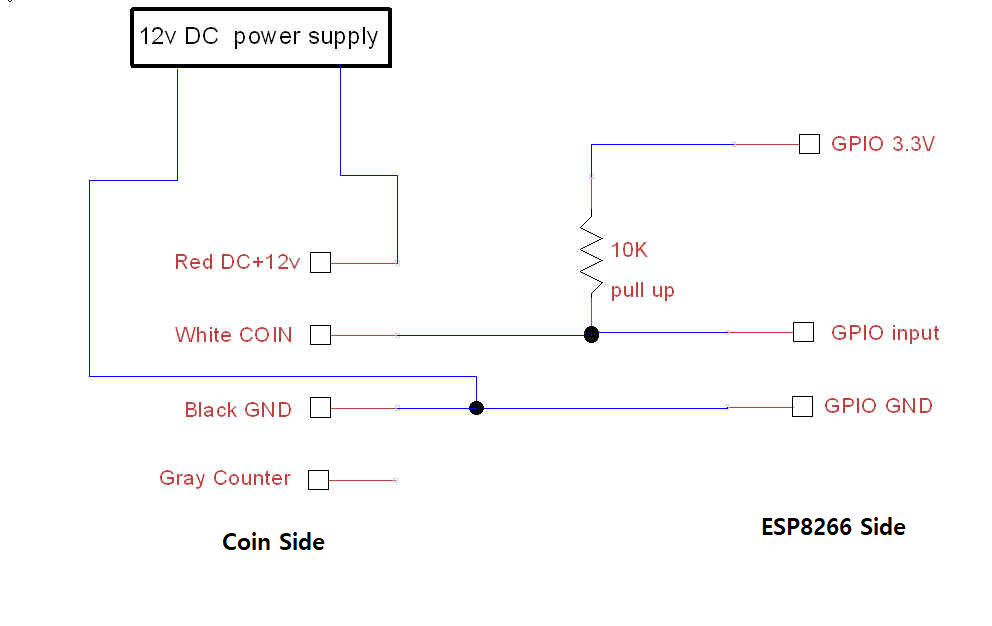 12v DC  power supply
GPIO 3.3V
10K
pull up
Red DC+12v
White COIN
GPIO input
Black GND
GPIO GND
Gray Counter
Coin Side
ESP8266 Side